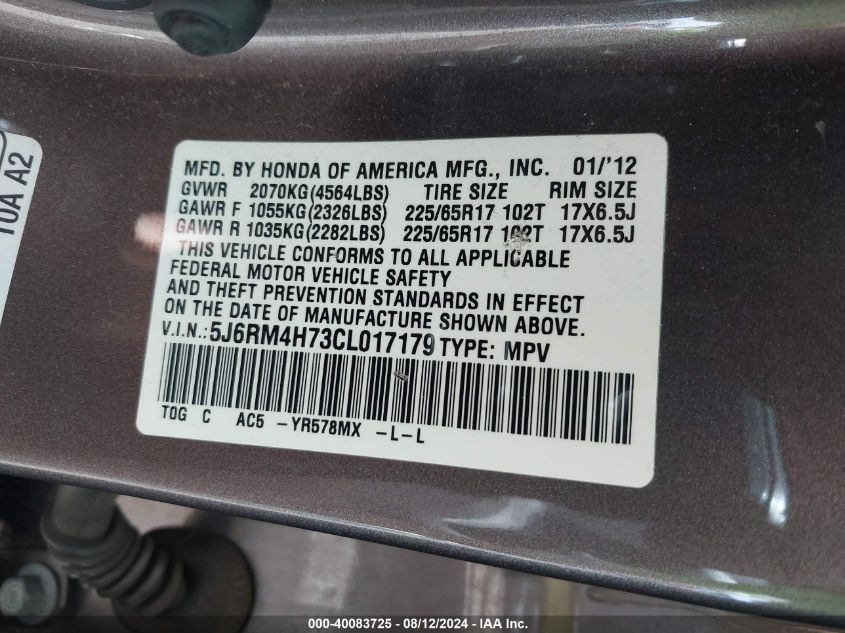 T0A A2
MFD. BY HONDA OF AMERICA MFG., INC. 01/'12
GVWR 2070KG(4564LBS) TIRE SIZE RIM SIZE
GAWR F 1055KG(2326LBS) 225/65R17 102T 17X6.5J
GAWR R 1035KG(2282LBS) 225/65R17 102T 17X6.5J
THIS VEHICLE CONFORMS TO ALL APPLICABLE
FEDERAL MOTOR VEHICLE SAFETY
AND THEFT PREVENTION STANDARDS IN EFFECT
ON THE DATE OF MANUFACTURE SHOWN ABOVE.
V.I.N.:5J6RM4H73CL017179 TYPE: MPV
T0G C AC5 -YR578MX -L-L
000-40083725 - 08/12/2024 - IAA Inc.